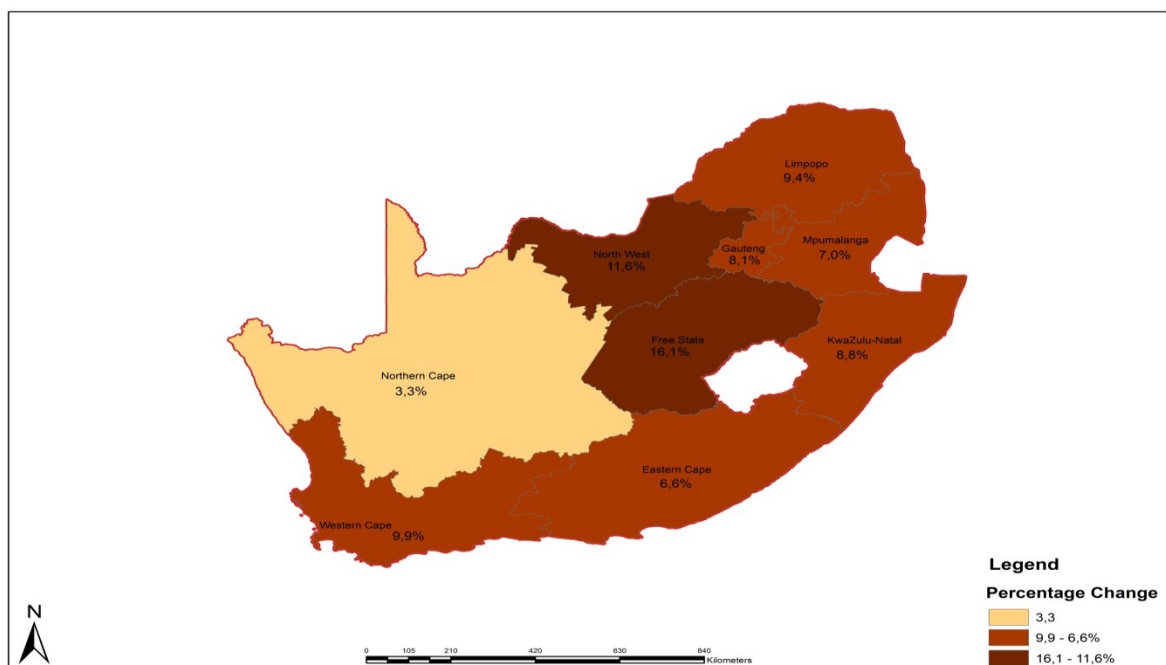 Limpopo
9,4%
Mpumalanga
7,0%
Gauteng
8,1%
North West
11,6%
Free State
16,1%
KwaZulu-Natal
8,8%
Northern Cape
3,3%
Eastern Cape
6,6%
Western Cape
9,9%
Legend
Percentage Change
3,3
9,9 - 6,6%
16,1 - 11,6%
N
0 105 210 420 630 840
Kilometers